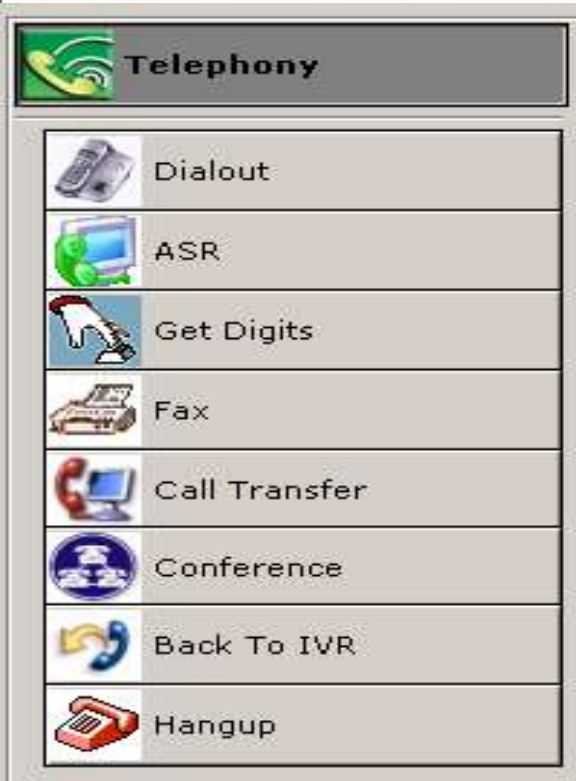 Telephony
Dialout
ASR
Get Digits
Fax
Call Transfer
Conference
Back To IVR
Hangup